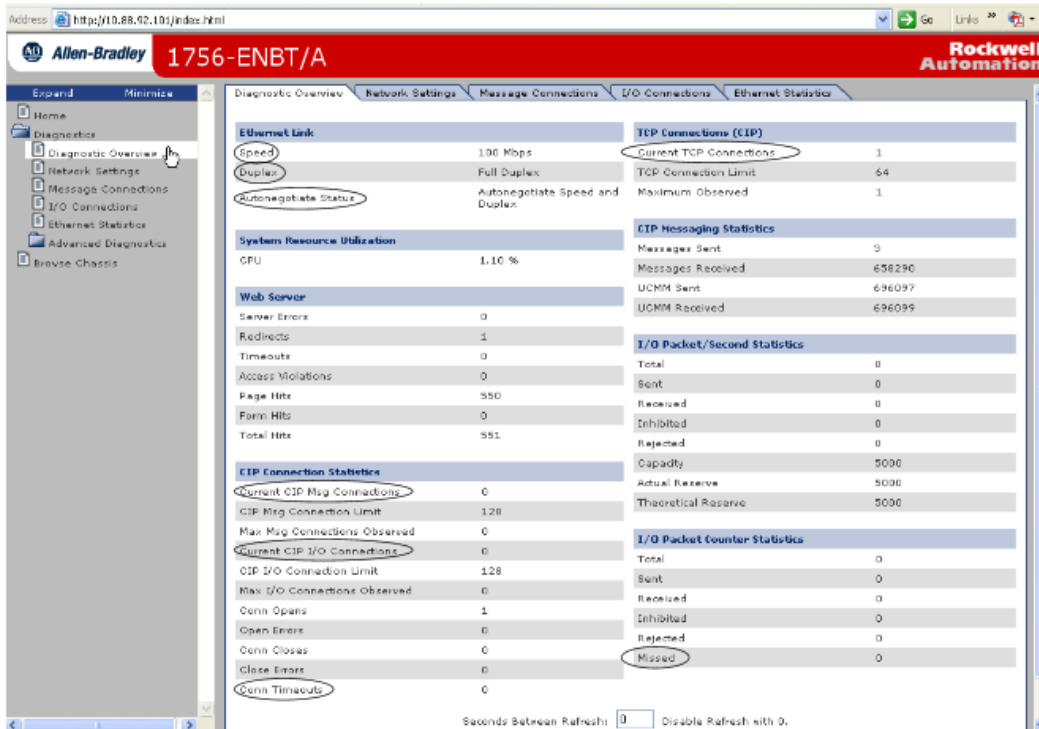 Address http://10.88.92.101/index.html Go Links »
AB Allen-Bradley 1756-ENBT/A Rockwell Automation
Expand Minimize
Home
Diagnostics
Diagnostic Overview
Network Settings
Message Connections
I/O Connections
Ethernet Statistics
Advanced Diagnostics
Browse Chassis
Diagnostic Overview Network Settings Message Connections I/O Connections Ethernet Statistics
Ethernet Link
Speed 100 Mbps
Duplex Full Duplex
Autonegotiate Status Autonegotiate Speed and
Duplex
System Resource Utilization
CPU 1.10 %
Web Server
Server Errors 0
Redirects 1
Timeouts 0
Access Violations 0
Page Hits 550
Form Hits 0
Total Hits 551
CIP Connection Statistics
Current CIP Msg Connections 0
CIP Msg Connection Limit 128
Max Msg Connections Observed 0
Current CIP I/O Connections 0
CIP I/O Connection Limit 128
Max I/O Connections Observed 0
Conn Opens 1
Open Errors 0
Conn Closes 0
Close Errors 0
Conn Timeouts 0
TCP Connections (CIP)
Current TCP Connections 1
TCP Connection Limit 64
Maximum Observed 1
CIP Messaging Statistics
Messages Sent 9
Messages Received 658290
UCMM Sent 696097
UCMM Received 696099
I/O Packet/Second Statistics
Total 0
Sent 0
Received 0
Inhibited 0
Rejected 0
Capacity 5000
Actual Reserve 5000
Theoretical Reserve 5000
I/O Packet Counter Statistics
Total 0
Sent 0
Received 0
Inhibited 0
Rejected 0
Missed 0
Seconds Between Refresh: 0 Disable Refresh with 0.